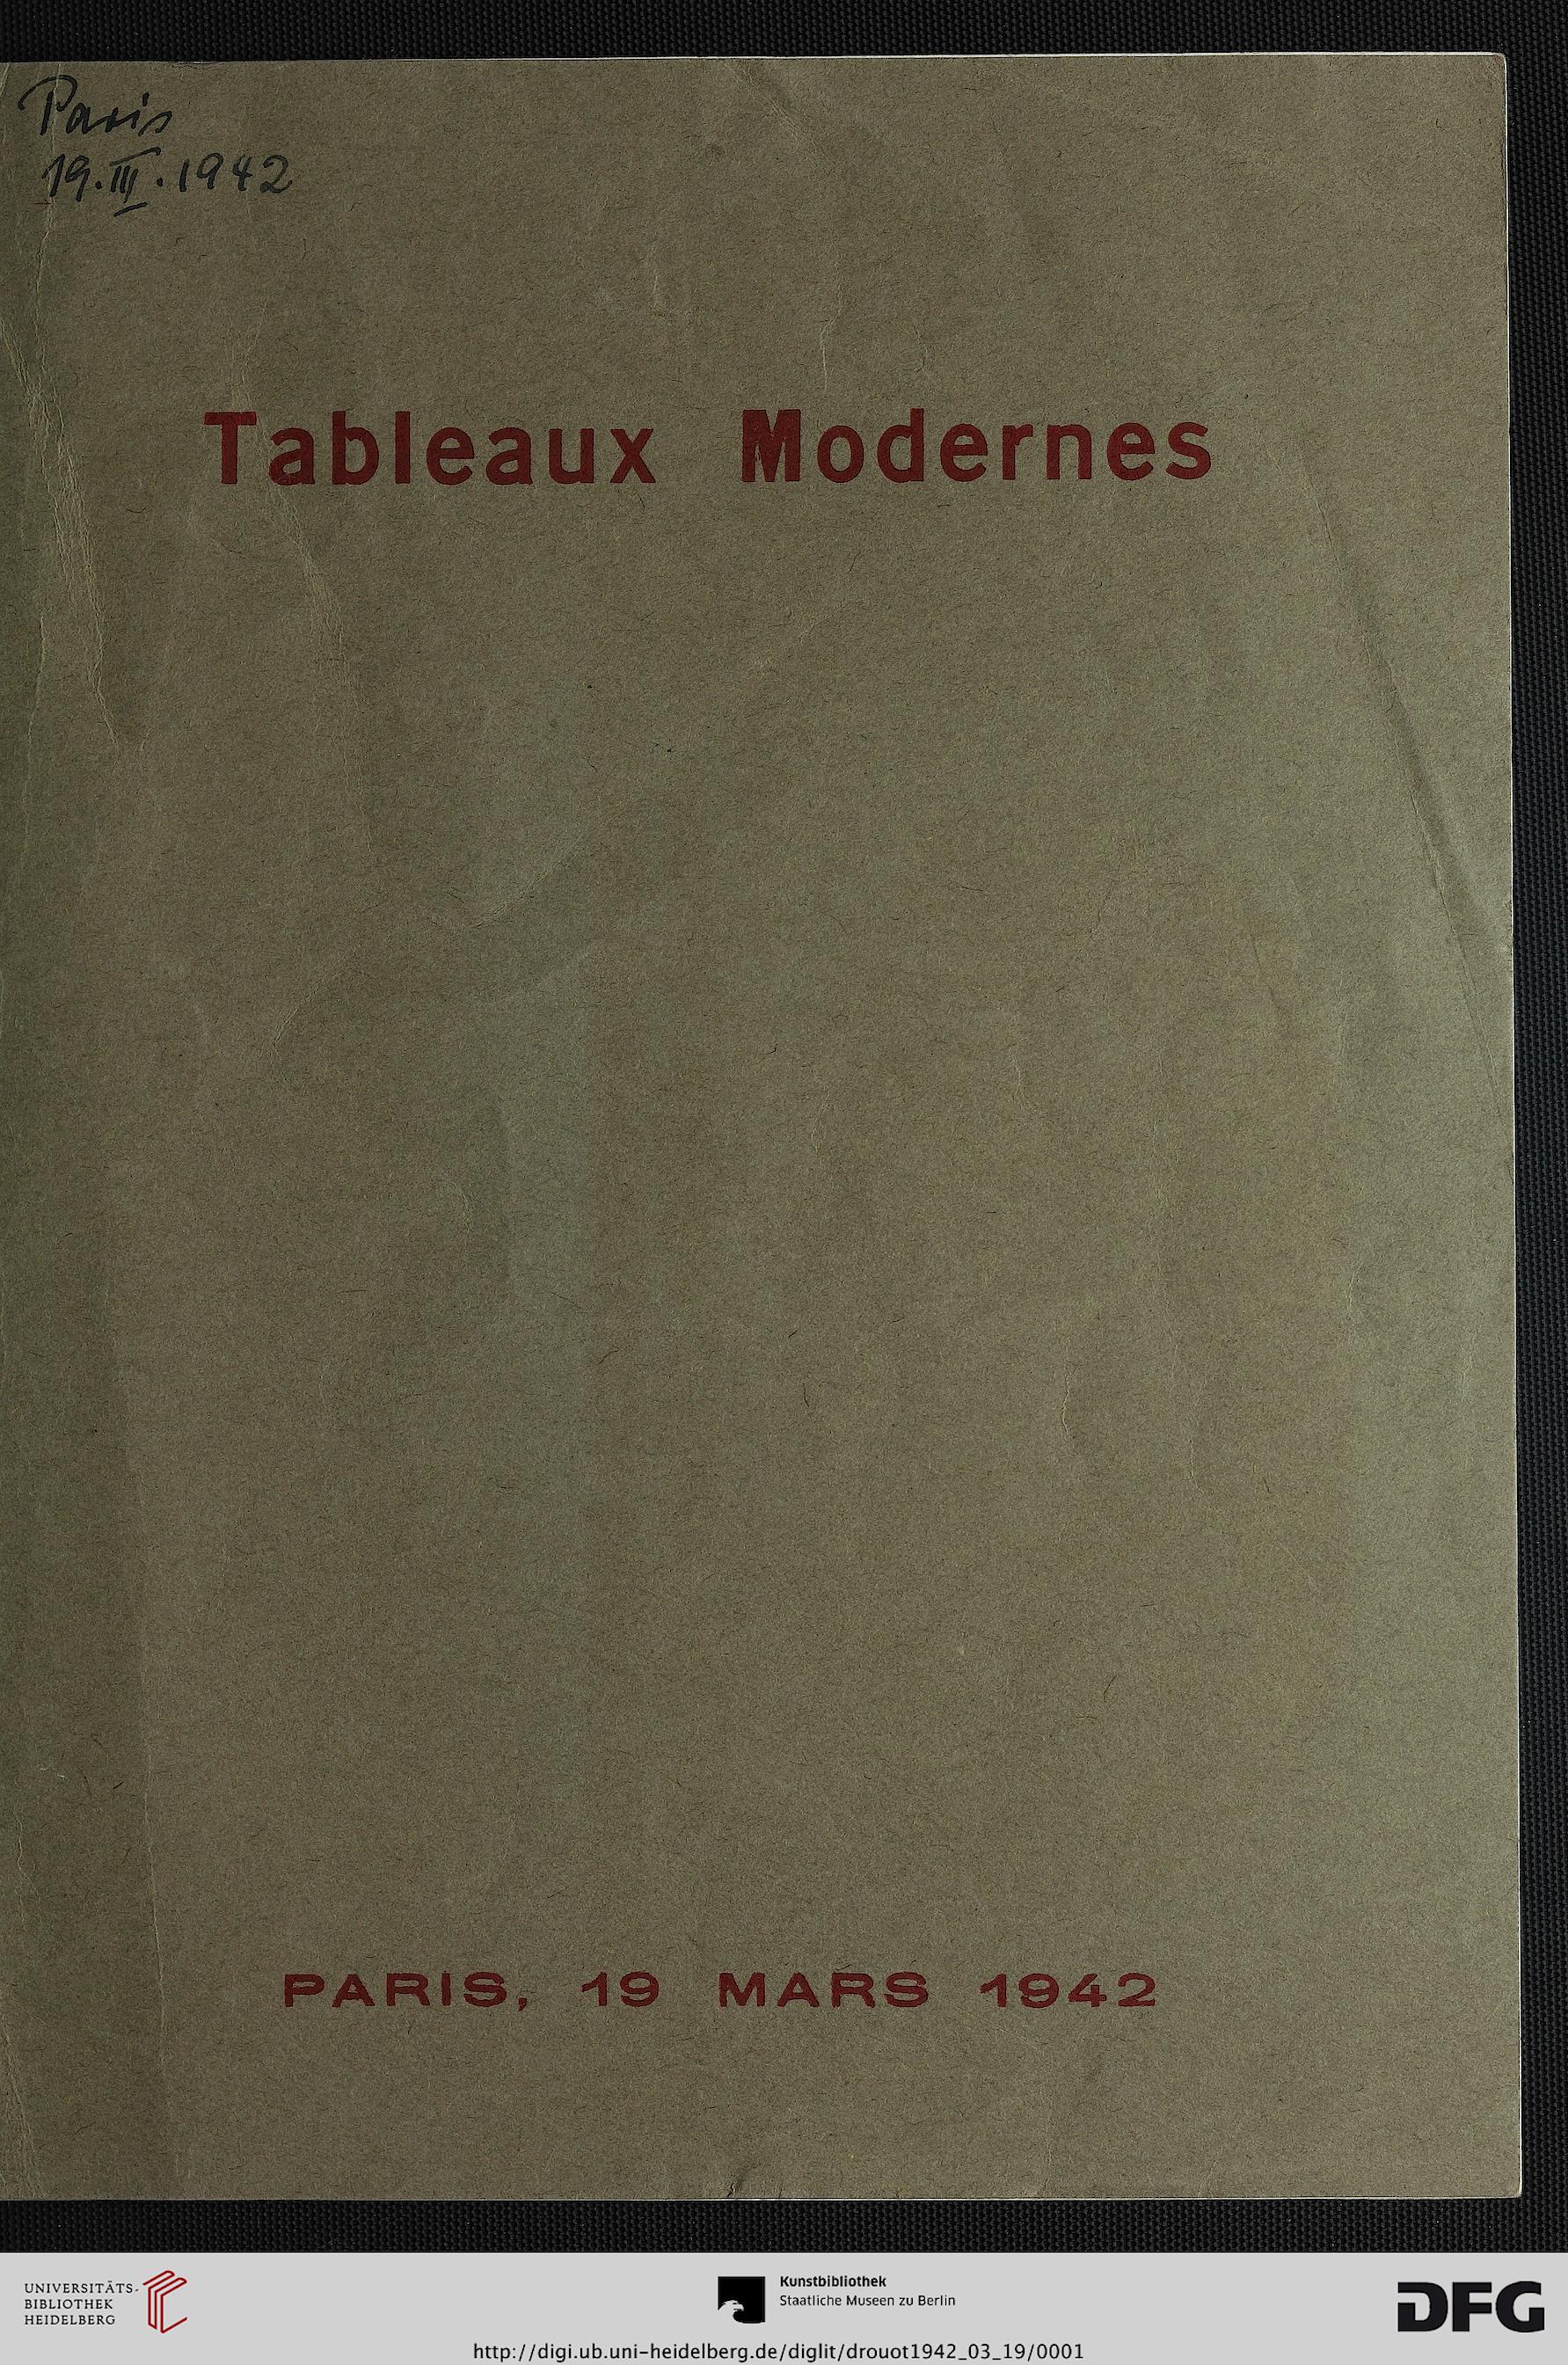 Paris
19.III.1942
Tableaux Modernes
PARIS, 19 MARS 1942
UNIVERSITÄTS-
BIBLIOTHEK
HEIDELBERG
Kunstbibliothek
Staatliche Museen zu Berlin
DFG
http://digi.ub.uni-heidelberg.de/diglit/drouot1942_03_19/0001